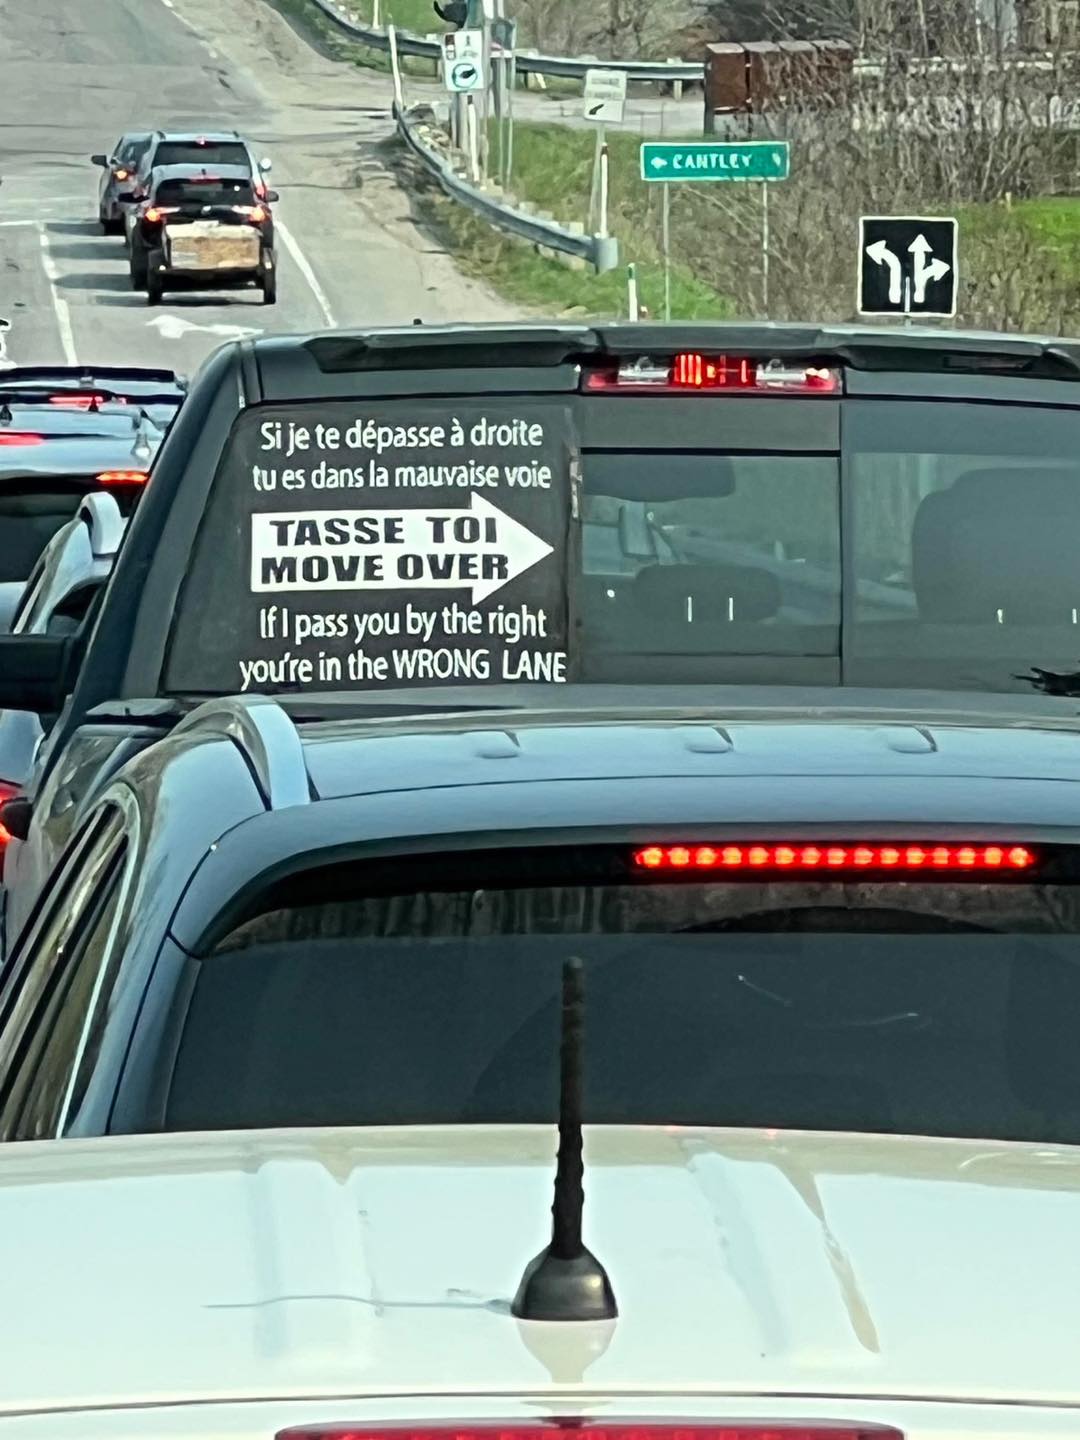 CANTLEY
Si je te dépasse à droite
tu es dans la mauvaise voie
TASSE TOI
MOVE OVER
If I pass you by the right
you're in the WRONG LANE